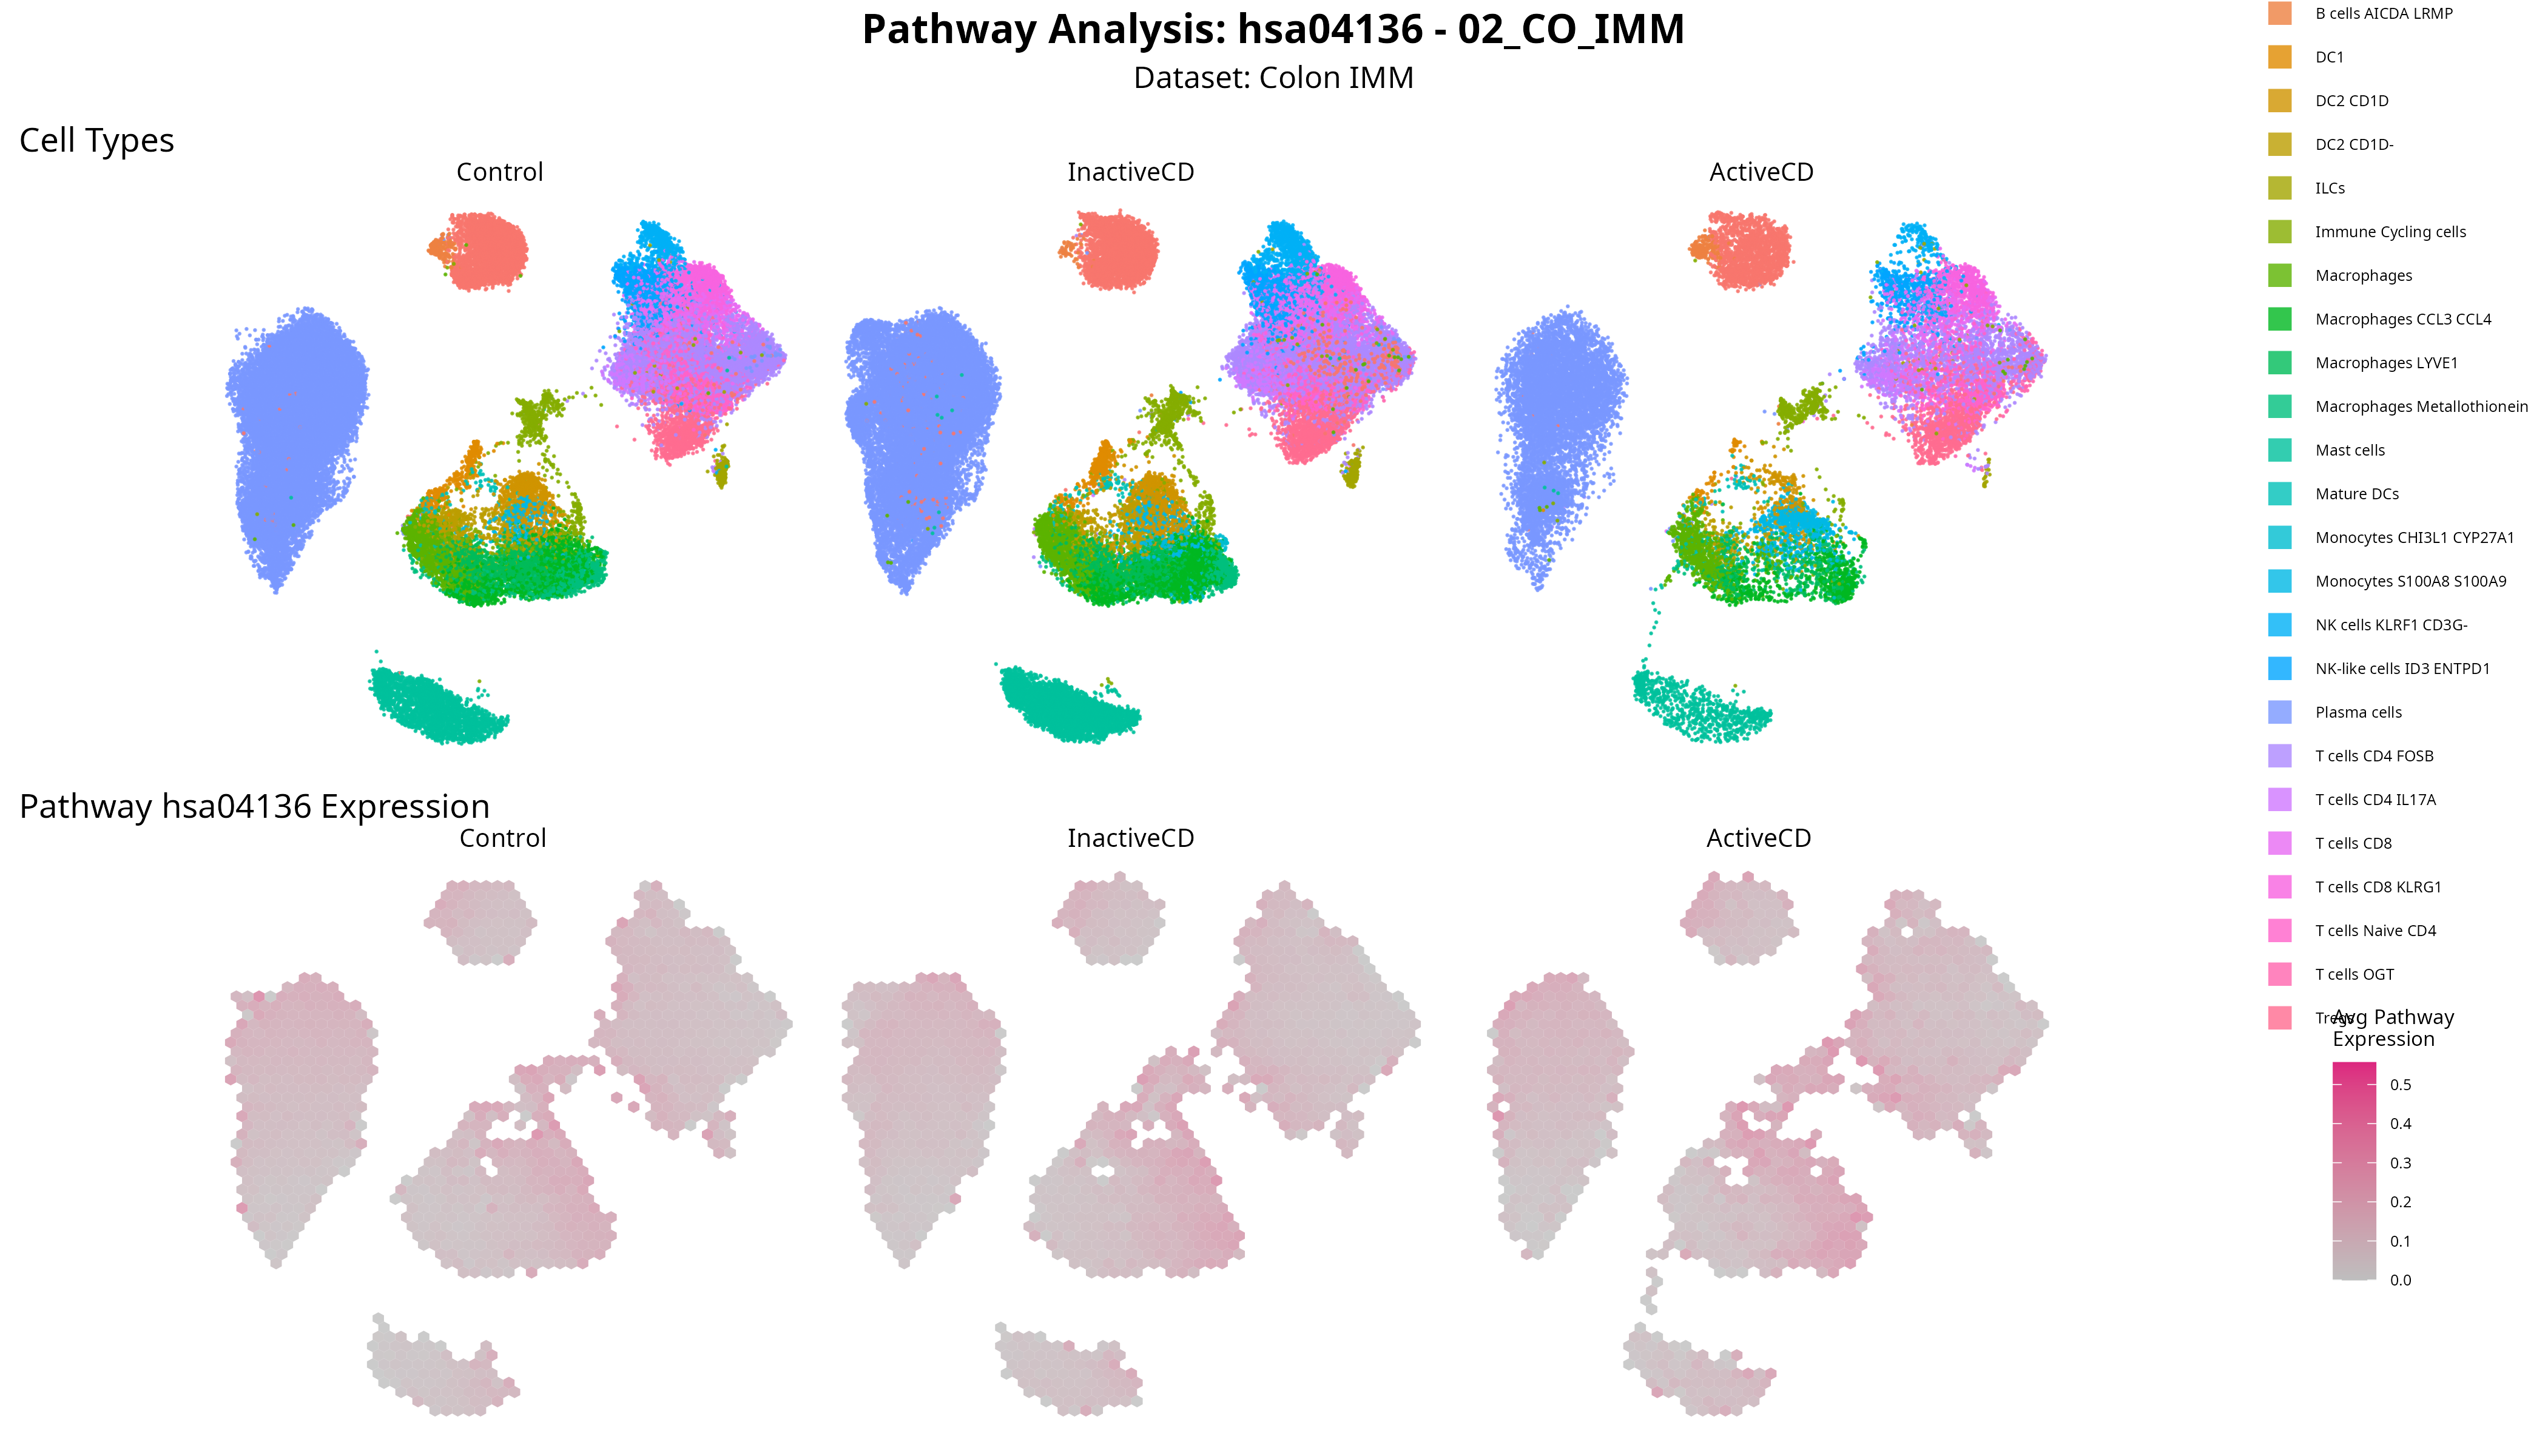 Pathway Analysis: hsa04136 - 02_CO_IMM
Dataset: Colon IMM
Cell Types
Control
InactiveCD
ActiveCD
Pathway hsa04136 Expression
Control
InactiveCD
ActiveCD
B cells AICDA LRMP
DC1
DC2 CD1D
DC2 CD1D-
ILCs
Immune Cycling cells
Macrophages
Macrophages CCL3 CCL4
Macrophages LYVE1
Macrophages Metallothionein
Mast cells
Mature DCs
Monocytes CHI3L1 CYP27A1
Monocytes S100A8 S100A9
NK cells KLRF1 CD3G-
NK-like cells ID3 ENTPD1
Plasma cells
T cells CD4 FOSB
T cells CD4 IL17A
T cells CD8
T cells CD8 KLRG1
T cells Naive CD4
T cells OGT
Tregs
Avg Pathway
Expression
0.5
0.4
0.3
0.2
0.1
0.0